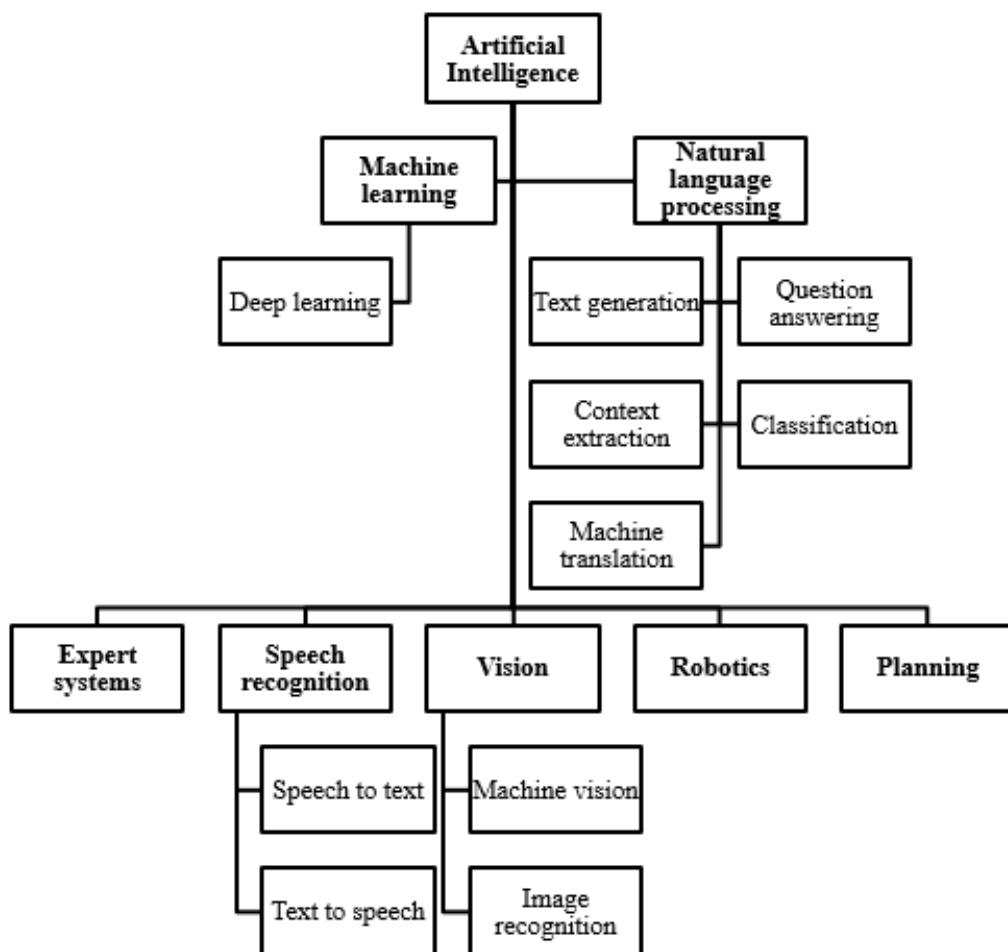 Artificial
Intelligence
Machine
learning
Natural
language
processing
Deep learning
Text generation
Question
answering
Context
extraction
Classification
Machine
translation
Expert
systems
Speech
recognition
Vision
Robotics
Planning
Speech to text
Machine vision
Text to speech
Image
recognition